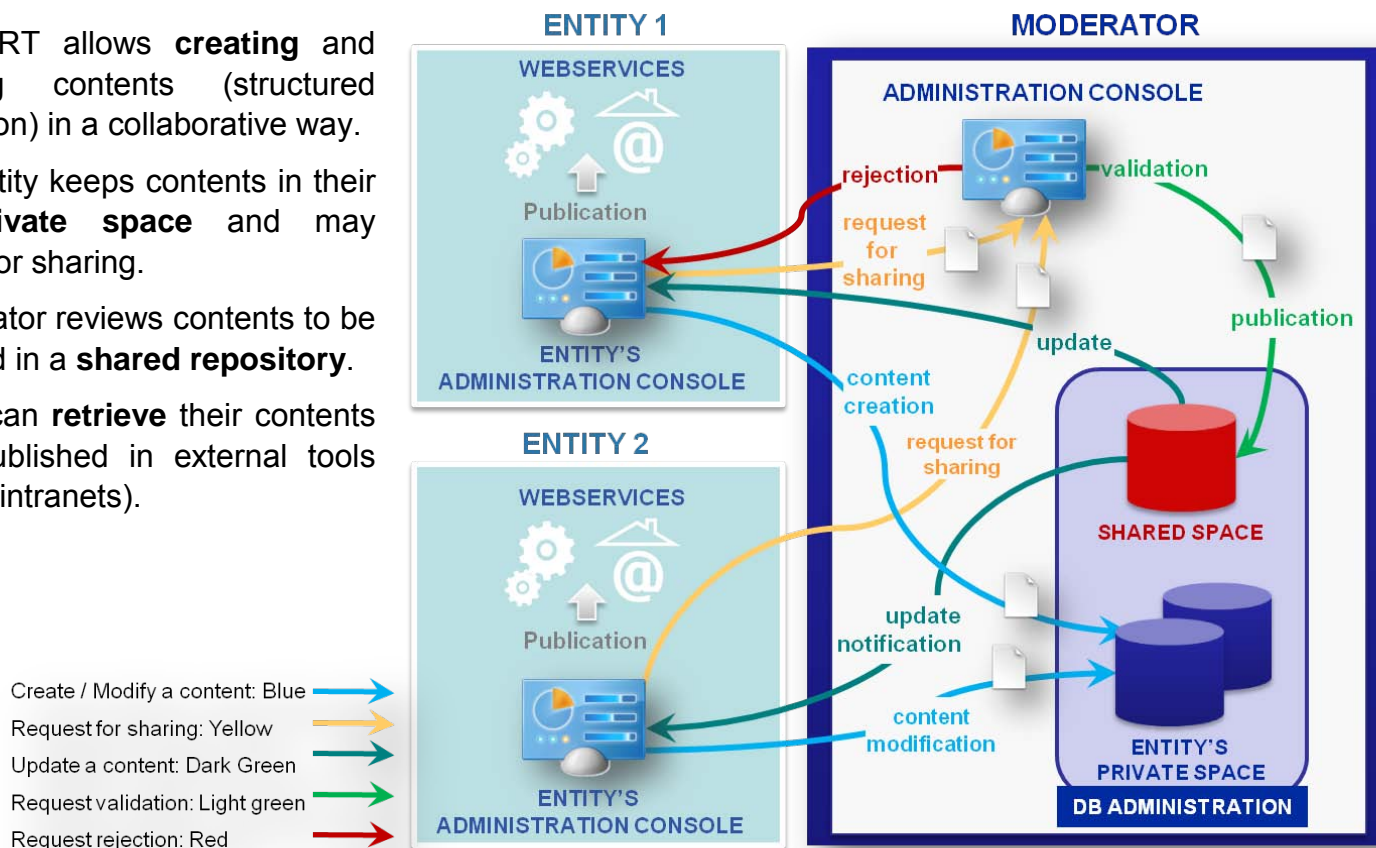 RT allows creating and
g contents (structured
on) in a collaborative way.
tity keeps contents in their
ivate space and may
or sharing.
ator reviews contents to be
d in a shared repository.
can retrieve their contents
ublished in external tools
intranets).
Create / Modify a content: Blue
Request for sharing: Yellow
Update a content: Dark Green
Request validation: Light green
Request rejection: Red
ENTITY 1
WEBSERVICES
@
Publication
ENTITY'S
ADMINISTRATION CONSOLE
ENTITY 2
WEBSERVICES
@
Publication
ENTITY'S
ADMINISTRATION CONSOLE
MODERATOR
ADMINISTRATION CONSOLE
rejection
validation
request
for
sharing
publication
update
content
creation
request for
sharing
SHARED SPACE
update
notification
content
modification
ENTITY'S
PRIVATE SPACE
DB ADMINISTRATION